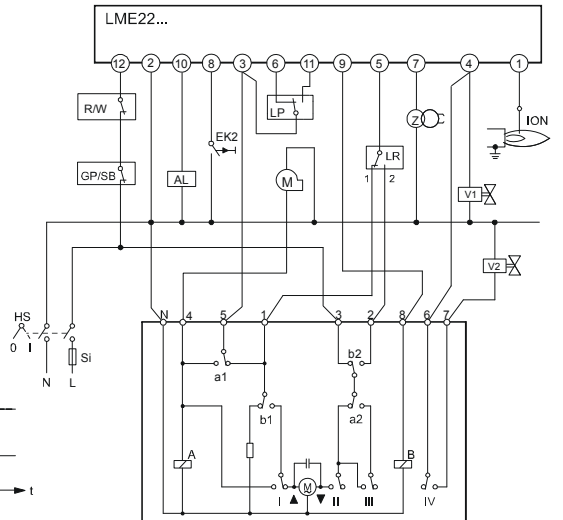 LME22...
12 2 10 8 3 6 11 9 5 7 4 1
R/W
LP
EK2
Z
ION
GP/SB
AL
M
LR
1 2
V1
V2
HS
0 I
Si
N L
N 4 5 1 3 2 8 6 7
a1
b2
b1
a2
A
B
I M ~ II III IV
t